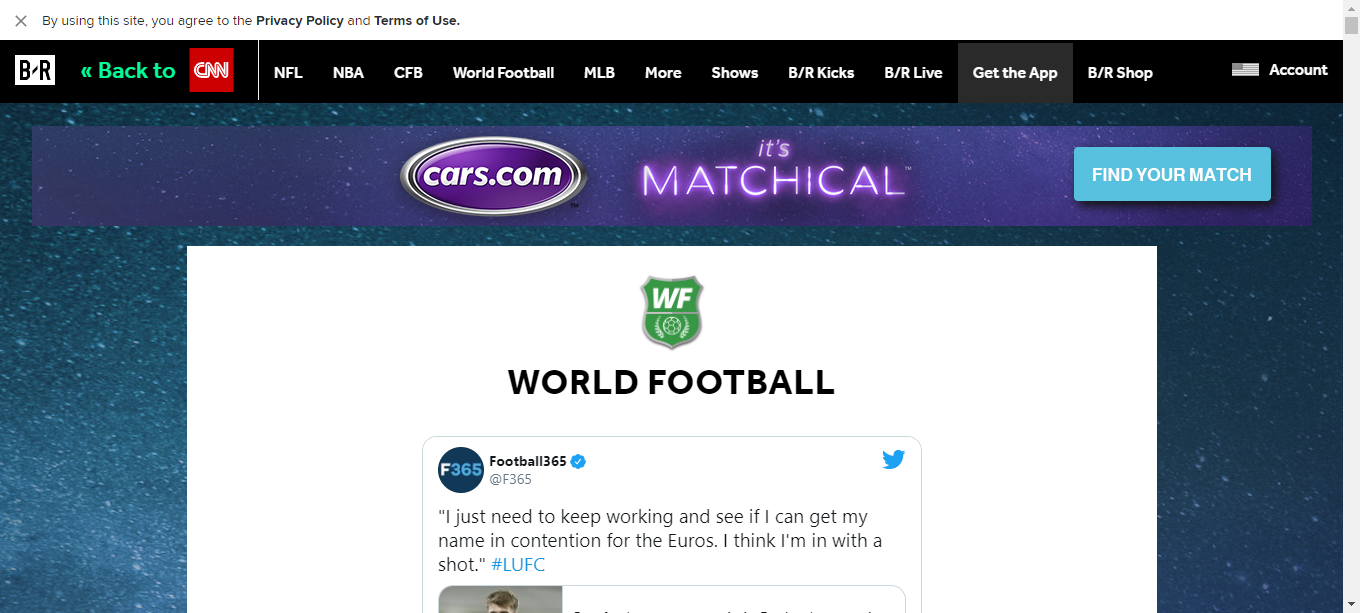 By using this site, you agree to the Privacy Policy and Terms of Use.
B/R
« Back to CNN
NFL NBA CFB World Football MLB More Shows B/R Kicks B/R Live Get the App B/R Shop Account
cars.com™
it's
MATCHICAL™
FIND YOUR MATCH
WF
WORLD FOOTBALL
F365
Football365
@F365
"I just need to keep working and see if I can get my
name in contention for the Euros. I think I'm in with a
shot." #LUFC